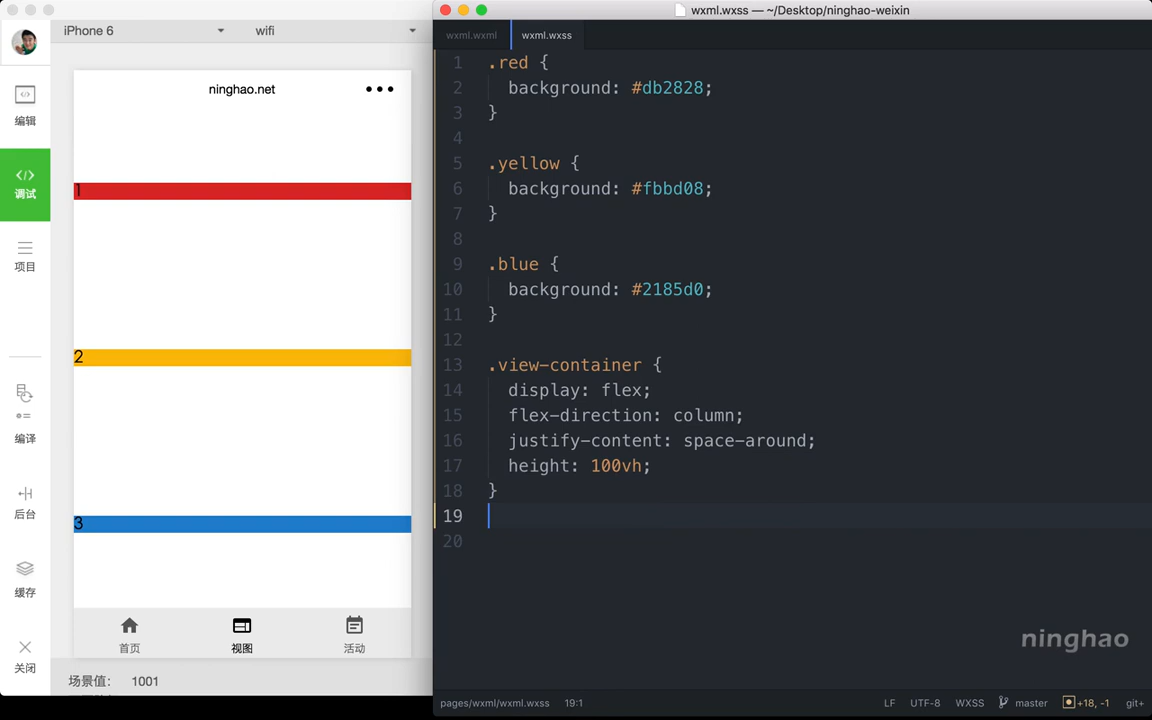 iPhone 6
wifi
编辑
调试
项目
编译
后台
缓存
关闭
ninghao.net
1
2
3
首页
视图
活动
场景值： 1001
wxml.wxss — ~/Desktop/ninghao-weixin
wxml.wxml
wxml.wxss
1 .red {
2 background: #db2828;
3 }
4
5 .yellow {
6 background: #fbbd08;
7 }
8
9 .blue {
10 background: #2185d0;
11 }
12
13 .view-container {
14 display: flex;
15 flex-direction: column;
16 justify-content: space-around;
17 height: 100vh;
18 }
19
20
ninghao
pages/wxml/wxml.wxss 19:1 LF UTF-8 WXSS master +18, -1 git+